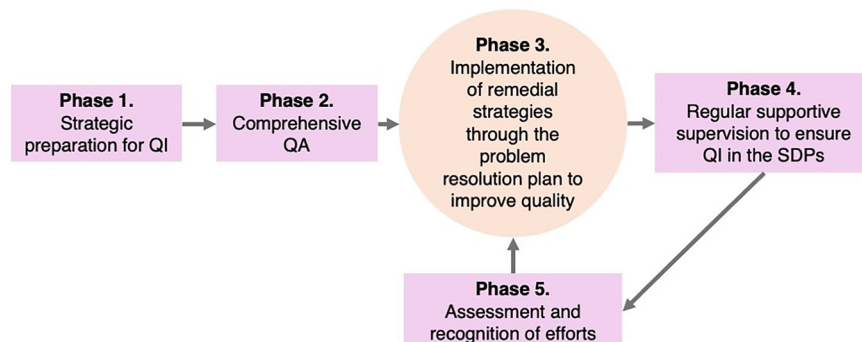 Phase 1.
Strategic
preparation for QI
Phase 2.
Comprehensive
QA
Phase 3.
Implementation
of remedial
strategies
through the
problem
resolution plan to
improve quality
Phase 4.
Regular supportive
supervision to ensure
QI in the SDPs
Phase 5.
Assessment and
recognition of efforts